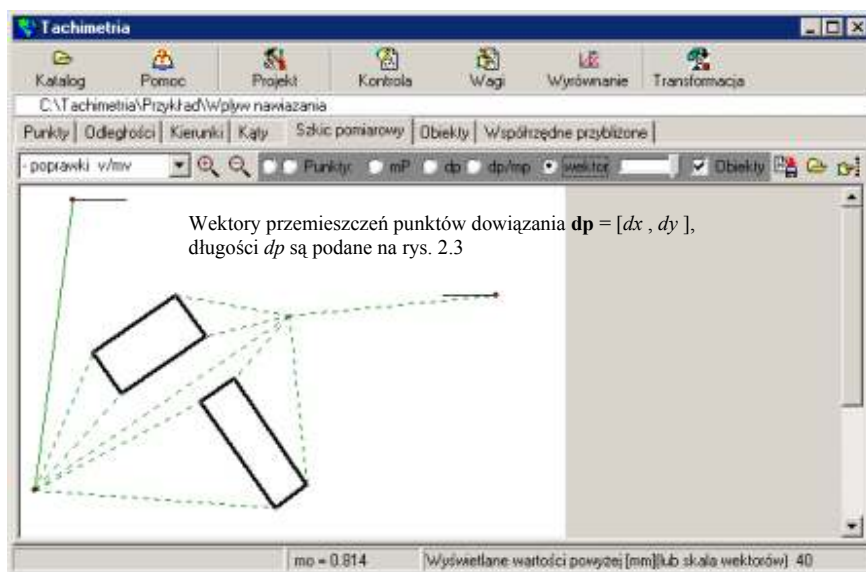 Tachimetria
Katalog Pomoc Projekt Kontrola Wagi Wyrównanie Transformacja
C:\Tachimetria\Przykład\Wpływ nawiazania
Punkty Odległości Kierunki Kąty Szkic pomiarowy Obiekty Współrzędne przybliżone
- poprawki v/mv Punkty: mP dp dp/mp wektor Obiekty
Wektory przemieszczeń punktów dowiązania dp = [dx , dy ],
długości dp są podane na rys. 2.3
mo = 0.814 Wyświetlane wartości powyżej [mm](lub skala wektorów) 40